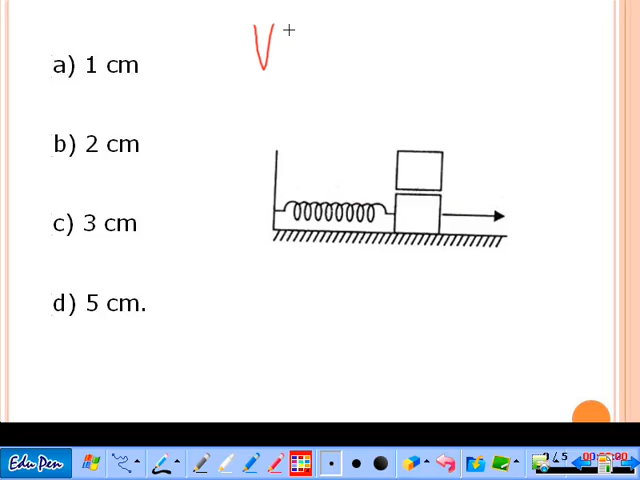 V
a) 1 cm
b) 2 cm
c) 3 cm
d) 5 cm.
Edu Pen